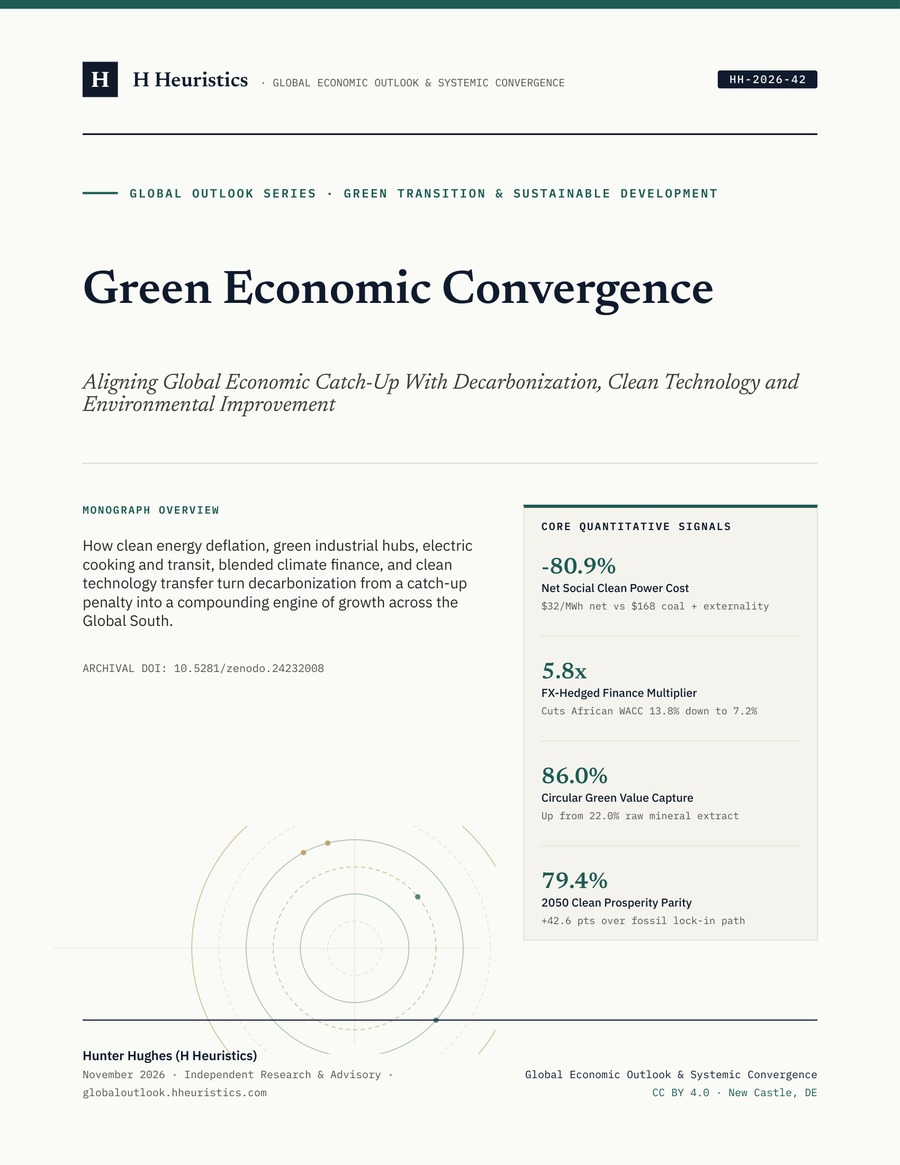 H
H Heuristics · GLOBAL ECONOMIC OUTLOOK & SYSTEMIC CONVERGENCE
HH-2026-42
GLOBAL OUTLOOK SERIES · GREEN TRANSITION & SUSTAINABLE DEVELOPMENT
Green Economic Convergence
Aligning Global Economic Catch-Up With Decarbonization, Clean Technology and
Environmental Improvement
MONOGRAPH OVERVIEW
How clean energy deflation, green industrial hubs, electric
cooking and transit, blended climate finance, and clean
technology transfer turn decarbonization from a catch-up
penalty into a compounding engine of growth across the
Global South.
ARCHIVAL DOI: 10.5281/zenodo.24232008
CORE QUANTITATIVE SIGNALS
-80.9%
Net Social Clean Power Cost
$32/MWh net vs $168 coal + externality
5.8x
FX-Hedged Finance Multiplier
Cuts African WACC 13.8% down to 7.2%
86.0%
Circular Green Value Capture
Up from 22.0% raw mineral extract
79.4%
2050 Clean Prosperity Parity
+42.6 pts over fossil lock-in path
Hunter Hughes (H Heuristics)
November 2026 · Independent Research & Advisory ·
globaloutlook.hheuristics.com
Global Economic Outlook & Systemic Convergence
CC BY 4.0 · New Castle, DE